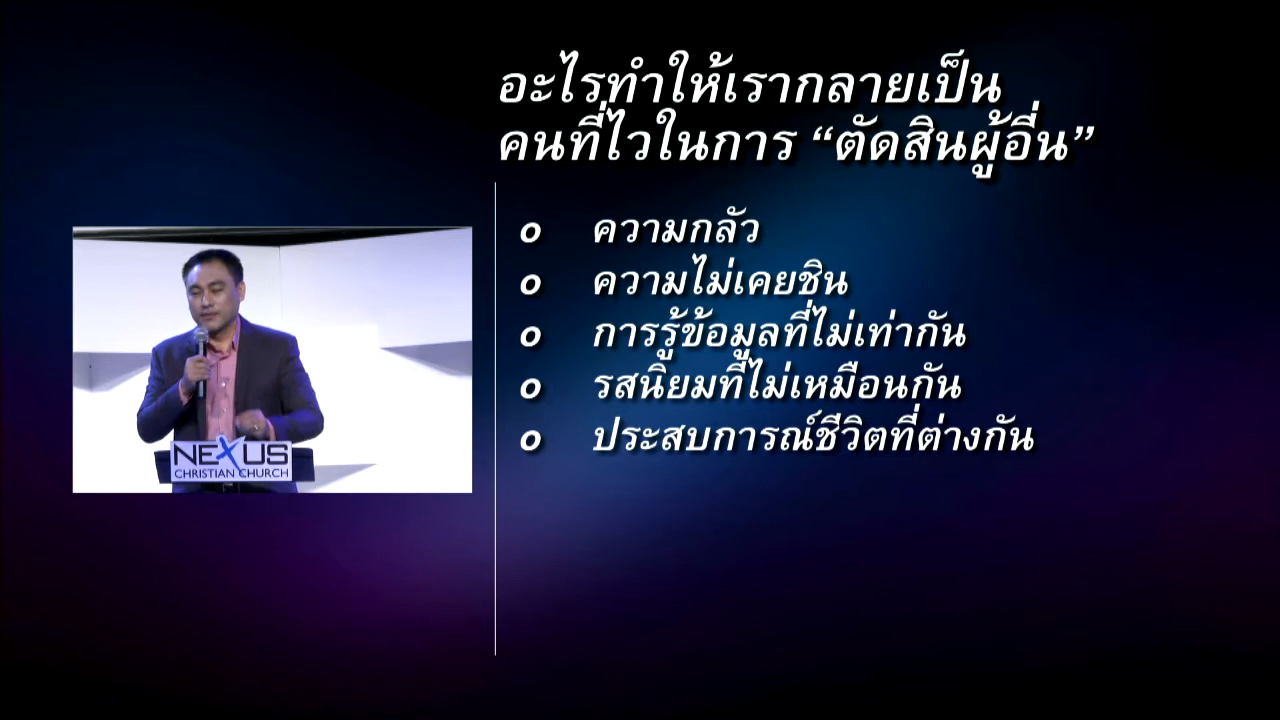 อะไรทำให้เรากลายเป็น
คนที่ไวในการ “ตัดสินผู้อื่น”
o ความกลัว
o ความไม่เคยชิน
o การรู้ข้อมูลที่ไม่เท่ากัน
o รสนิยมที่ไม่เหมือนกัน
o ประสบการณ์ชีวิตที่ต่างกัน
NEXUS
CHRISTIAN CHURCH